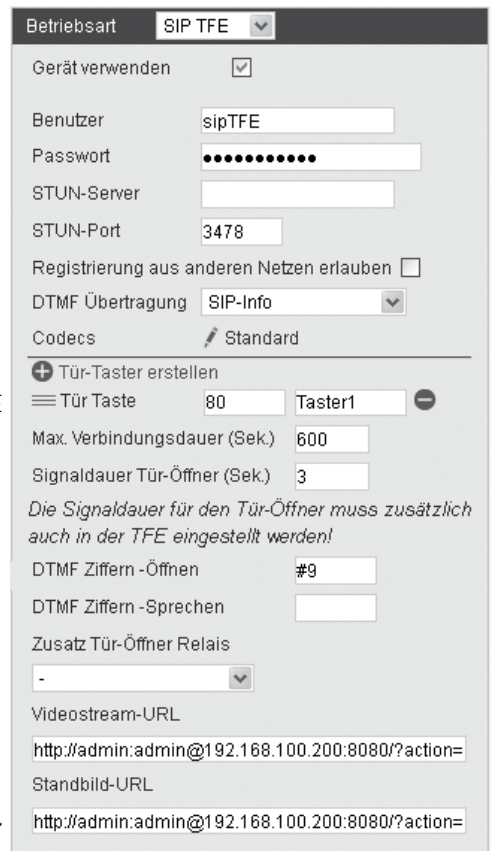 Betriebsart SIP TFE
Gerät verwenden
Benutzer sipTFE
Passwort •••••••••••
STUN-Server
STUN-Port 3478
Registrierung aus anderen Netzen erlauben
DTMF Übertragung SIP-Info
Codecs Standard
Tür-Taster erstellen
Tür Taste 80 Taster1
Max. Verbindungsdauer (Sek.) 600
Signaldauer Tür-Öffner (Sek.) 3
Die Signaldauer für den Tür-Öffner muss zusätzlich
auch in der TFE eingestellt werden!
DTMF Ziffern -Öffnen #9
DTMF Ziffern -Sprechen
Zusatz Tür-Öffner Relais
-
Videostream-URL
http://admin:admin@192.168.100.200:8080/?action=
Standbild-URL
http://admin:admin@192.168.100.200:8080/?action=